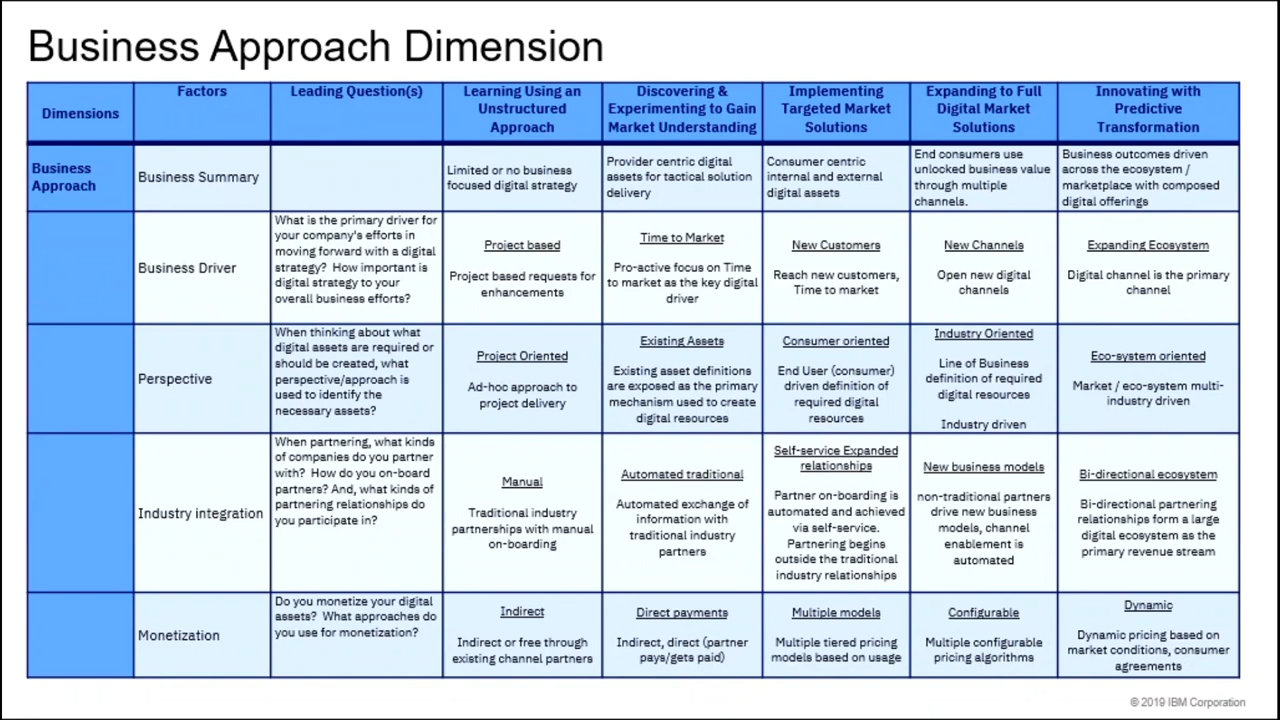 Business Approach Dimension
Dimensions
Factors
Leading Question(s)
Learning Using an
Unstructured
Approach
Discovering &
Experimenting to Gain
Market Understanding
Implementing
Targeted Market
Solutions
Expanding to Full
Digital Market
Solutions
Innovating with
Predictive
Transformation
Business
Approach
Business Summary
Limited or no business
focused digital strategy
Provider centric digital
assets for tactical solution
delivery
Consumer centric
internal and external
digital assets
End consumers use
unlocked business value
through multiple
channels.
Business outcomes driven
across the ecosystem /
marketplace with composed
digital offerings
Business Driver
What is the primary driver for
your company's efforts in
moving forward with a digital
strategy? How important is
digital strategy to your
overall business efforts?
Project based
Project based requests for
enhancements
Time to Market
Pro-active focus on Time
to market as the key digital
driver
New Customers
Reach new customers,
Time to market
New Channels
Open new digital
channels
Expanding Ecosystem
Digital channel is the primary
channel
Perspective
When thinking about what
digital assets are required or
should be created, what
perspective/approach is
used to identify the
necessary assets?
Project Oriented
Ad-hoc approach to
project delivery
Existing Assets
Existing asset definitions
are exposed as the primary
mechanism used to create
digital resources
Consumer oriented
End User (consumer)
driven definition of
required digital
resources
Industry Oriented
Line of Business
definition of required
digital resources
Industry driven
Eco-system oriented
Market / eco-system multi-
industry driven
Industry integration
When partnering, what kinds
of companies do you partner
with? How do you on-board
partners? And, what kinds of
partnering relationships do
you participate in?
Manual
Traditional industry
partnerships with manual
on-boarding
Automated traditional
Automated exchange of
information with
traditional industry
partners
Self-service Expanded
relationships
Partner on-boarding is
automated and achieved
via self-service.
Partnering begins
outside the traditional
industry relationships
New business models
non-traditional partners
drive new business
models, channel
enablement is
automated
Bi-directional ecosystem
Bi-directional partnering
relationships form a large
digital ecosystem as the
primary revenue stream
Monetization
Do you monetize your digital
assets? What approaches do
you use for monetization?
Indirect
Indirect or free through
existing channel partners
Direct payments
Indirect, direct (partner
pays/gets paid)
Multiple models
Multiple tiered pricing
models based on usage
Configurable
Multiple configurable
pricing algorithms
Dynamic
Dynamic pricing based on
market conditions, consumer
agreements
© 2019 IBM Corporation